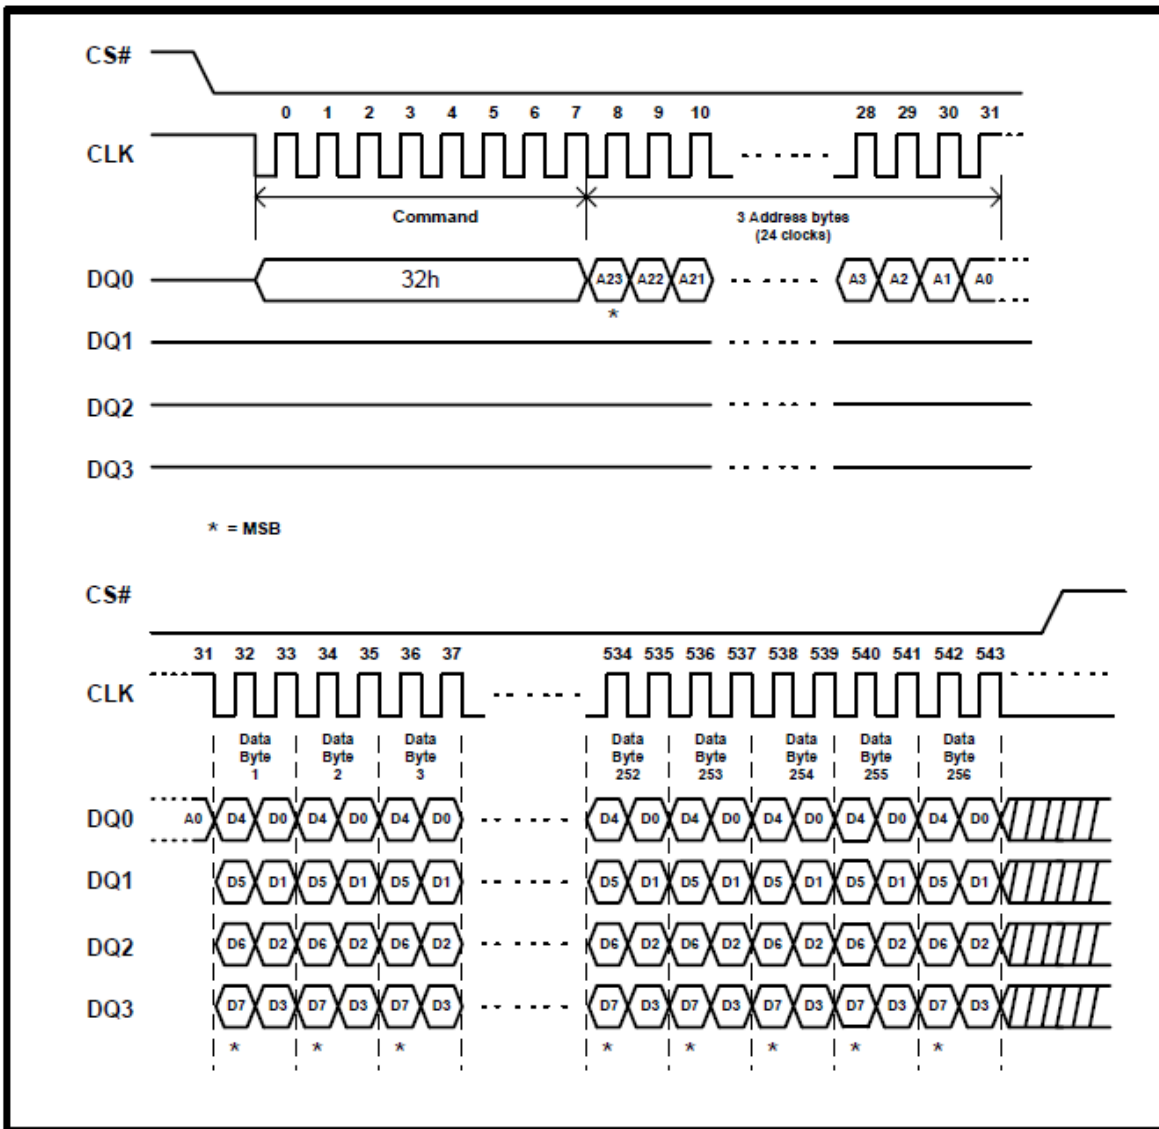 CS#
0 1 2 3 4 5 6 7 8 9 10 28 29 30 31
CLK
Command
3 Address bytes
(24 clocks)
DQ0 32h A23 A22 A21 A3 A2 A1 A0
*
DQ1
DQ2
DQ3
* = MSB
CS#
31 32 33 34 35 36 37 534 535 536 537 538 539 540 541 542 543
CLK
Data Data Data Data Data Data Data Data
Byte Byte Byte Byte Byte Byte Byte Byte
1 2 3 252 253 254 255 256
DQ0 A0 D4 D0 D4 D0 D4 D0 D4 D0 D4 D0 D4 D0 D4 D0 D4 D0
DQ1 D5 D1 D5 D1 D5 D1 D5 D1 D5 D1 D5 D1 D5 D1 D5 D1
DQ2 D6 D2 D6 D2 D6 D2 D6 D2 D6 D2 D6 D2 D6 D2 D6 D2
DQ3 D7 D3 D7 D3 D7 D3 D7 D3 D7 D3 D7 D3 D7 D3 D7 D3
* * * * * * * *